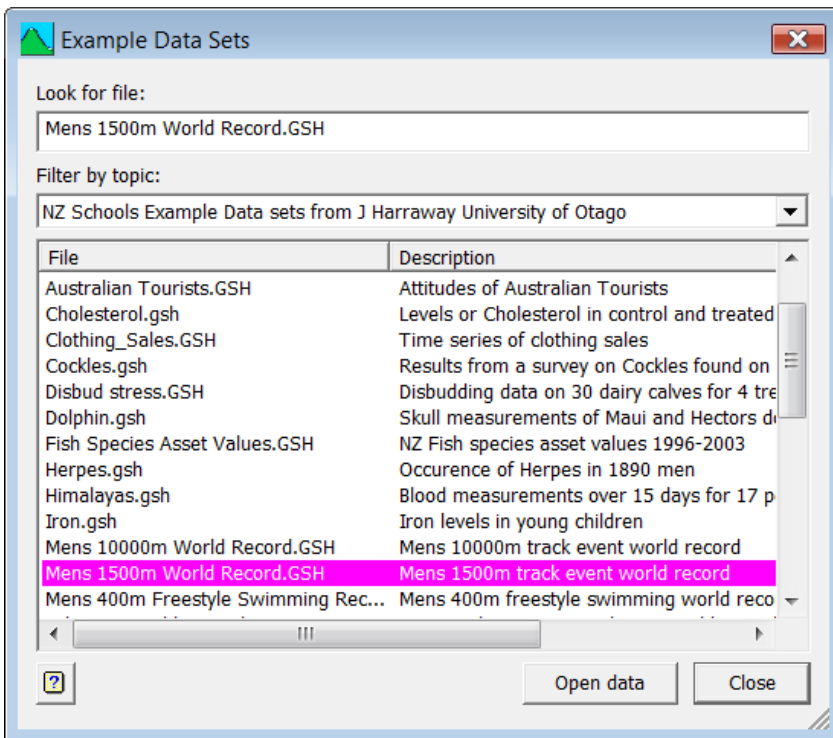 Example Data Sets
Look for file:
Mens 1500m World Record.GSH
Filter by topic:
NZ Schools Example Data sets from J Harraway University of Otago
File Description
Australian Tourists.GSH Attitudes of Australian Tourists
Cholesterol.gsh Levels or Cholesterol in control and treated
Clothing_Sales.GSH Time series of clothing sales
Cockles.gsh Results from a survey on Cockles found on
Disbud stress.GSH Disbudding data on 30 dairy calves for 4 tre
Dolphin.gsh Skull measurements of Maui and Hectors d
Fish Species Asset Values.GSH NZ Fish species asset values 1996-2003
Herpes.gsh Occurence of Herpes in 1890 men
Himalayas.gsh Blood measurements over 15 days for 17 p
Iron.gsh Iron levels in young children
Mens 10000m World Record.GSH Mens 10000m track event world record
Mens 1500m World Record.GSH Mens 1500m track event world record
Mens 400m Freestyle Swimming Rec... Mens 400m freestyle swimming world reco
?
Open data Close